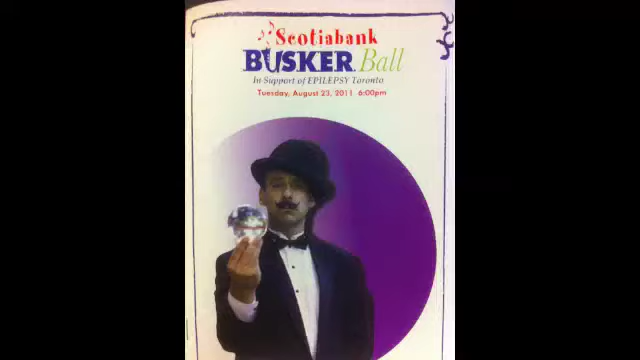 Scotiabank
BUSKER Ball
In Support of EPILEPSY Toronto
Tuesday, August 23, 2011 6:00pm